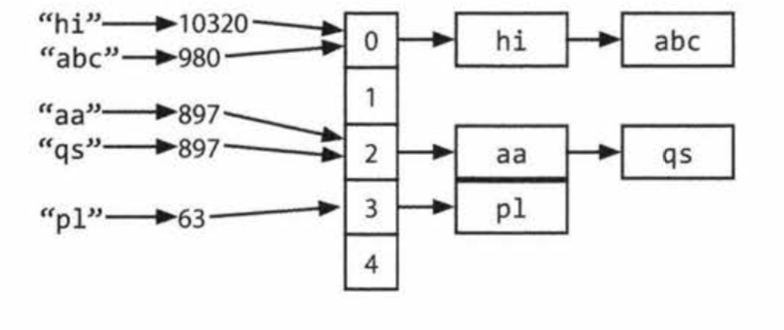 “hi” 10320 0 hi abc
“abc” 980
1
“aa” 897
“qs” 897 2 aa qs
“pl” 63 3 pl
4